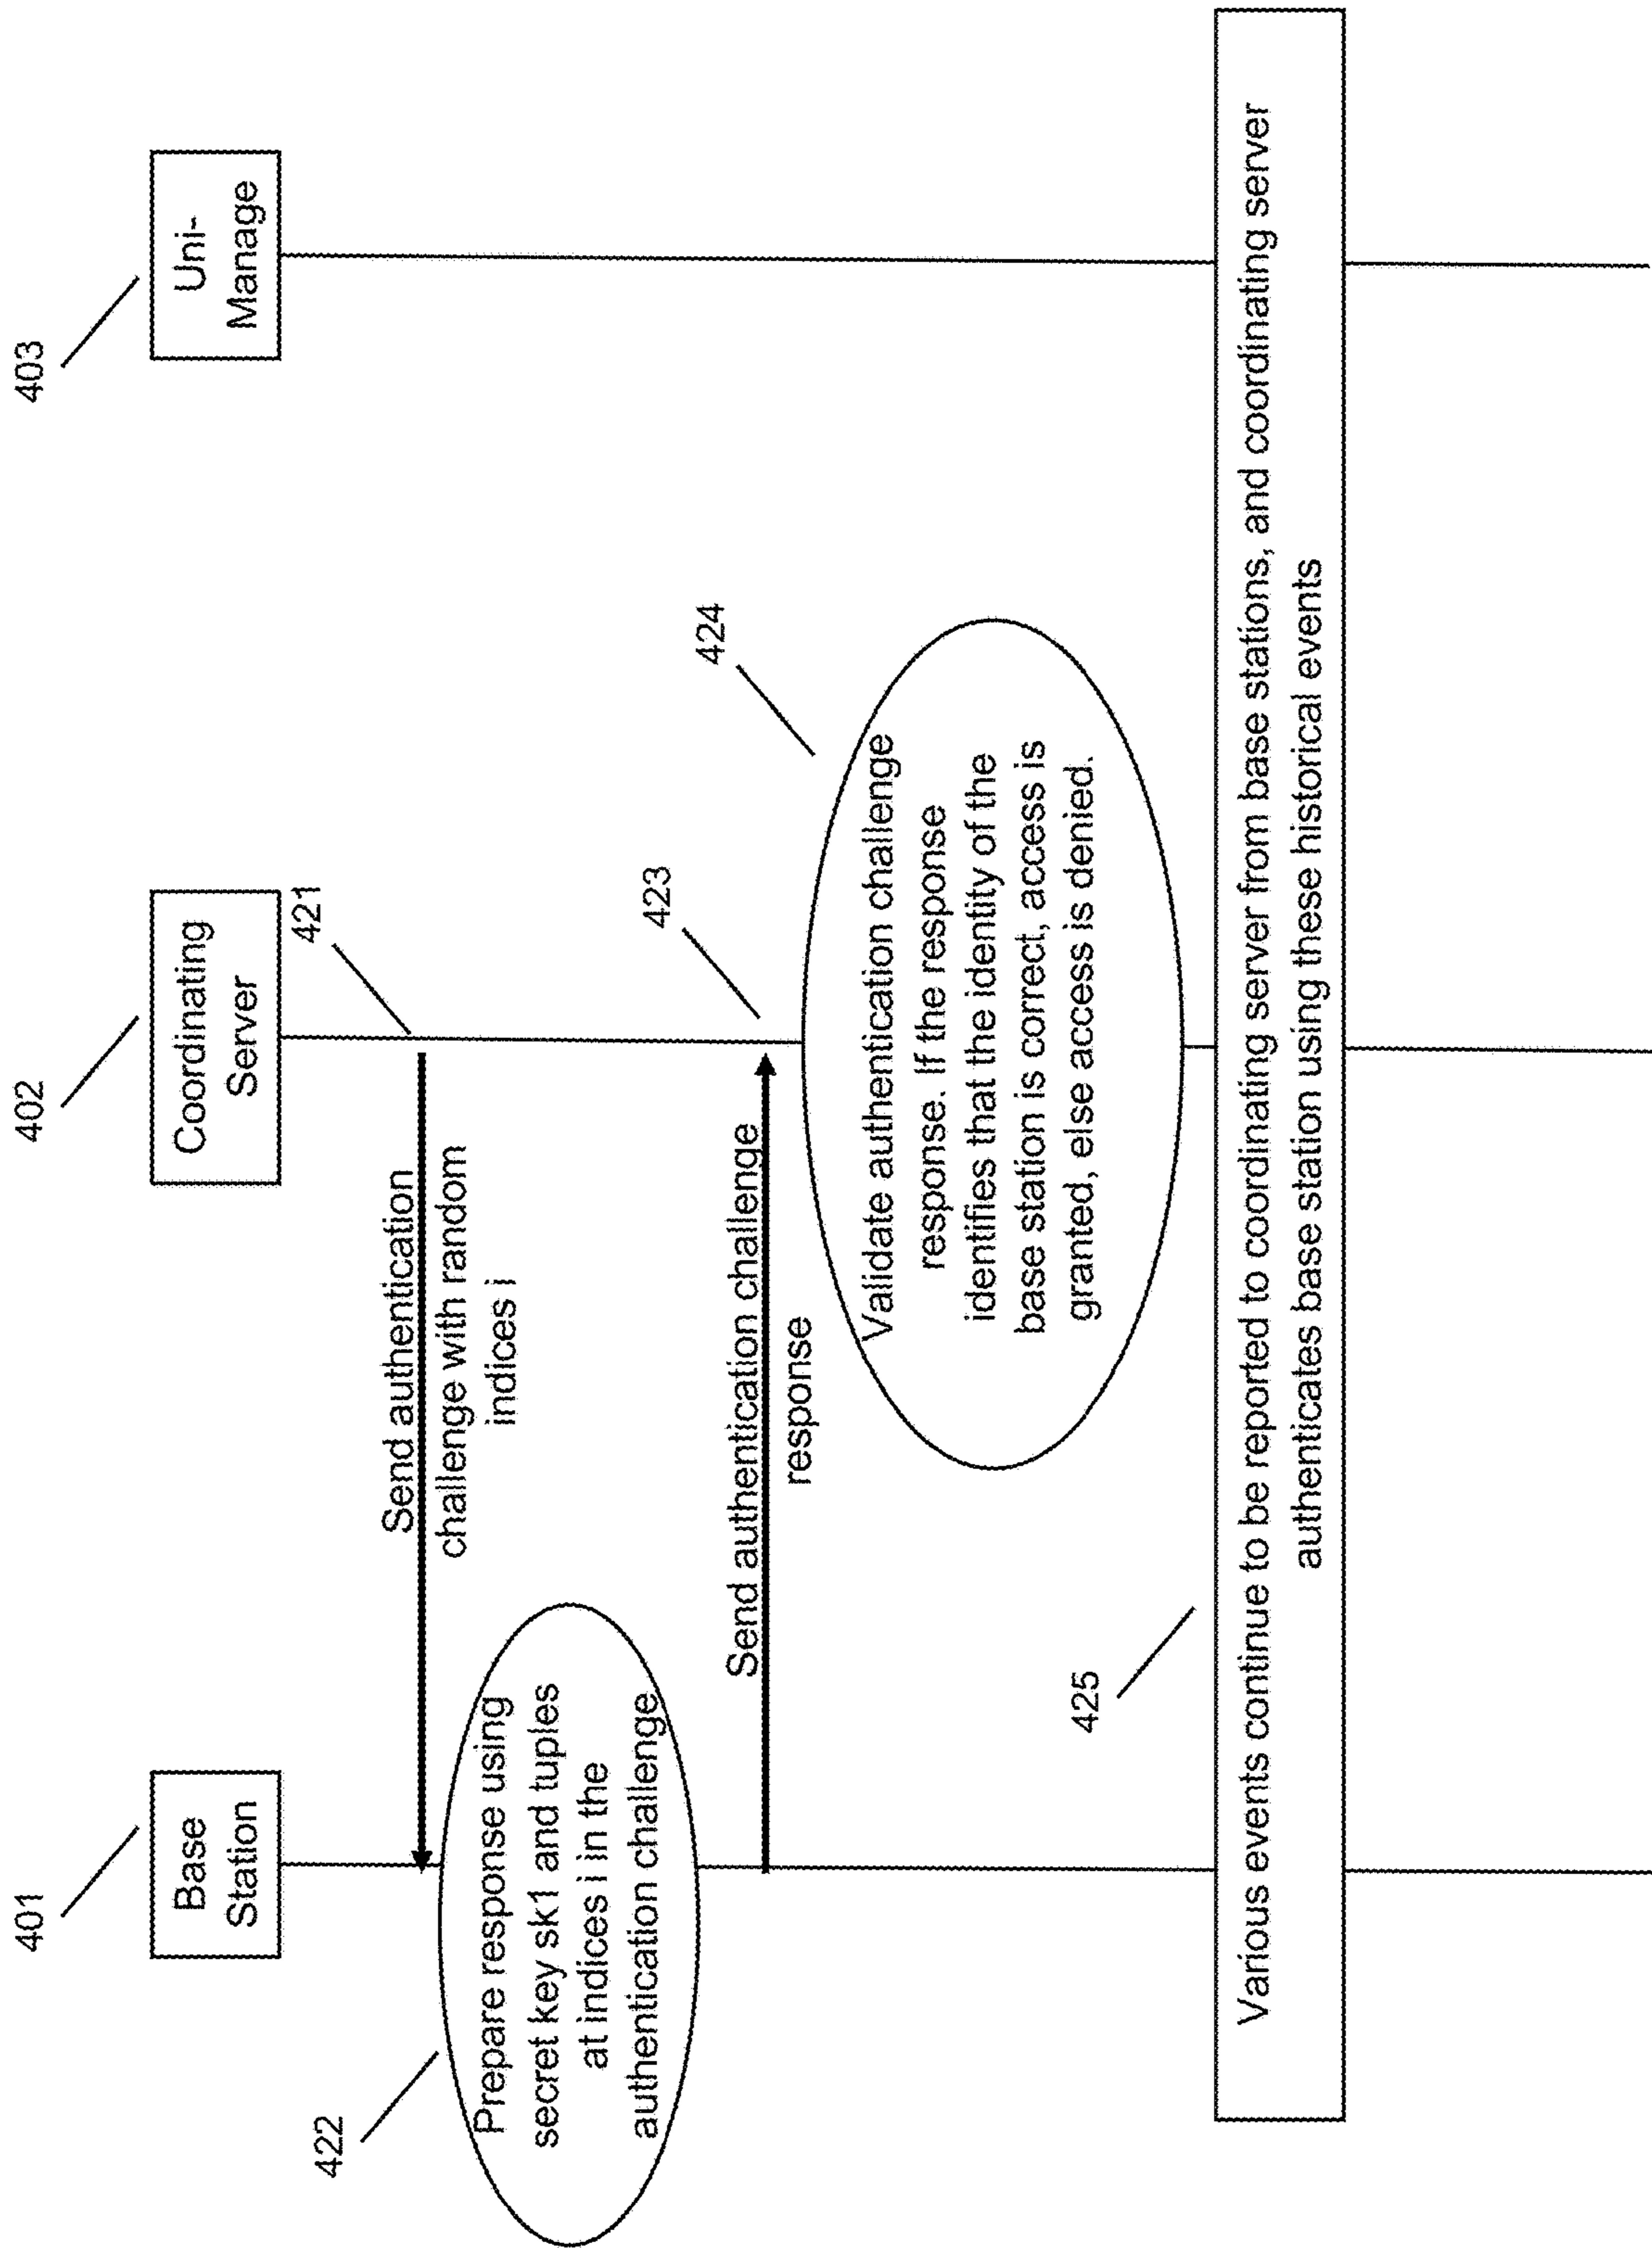 401
Base
Station
402
Coordinating
Server
403
Uni-
Manage
421
Send authentication
challenge with random
indices i
422
Prepare response using
secret key sk1 and tuples
at indices i in the
authentication challenge
423
Send authentication challenge
response
424
Validate authentication challenge
response. If the response
identifies that the identity of the
base station is correct, access is
granted, else access is denied.
425
Various events continue to be reported to coordinating server from base stations, and coordinating server
authenticates base station using these historical events